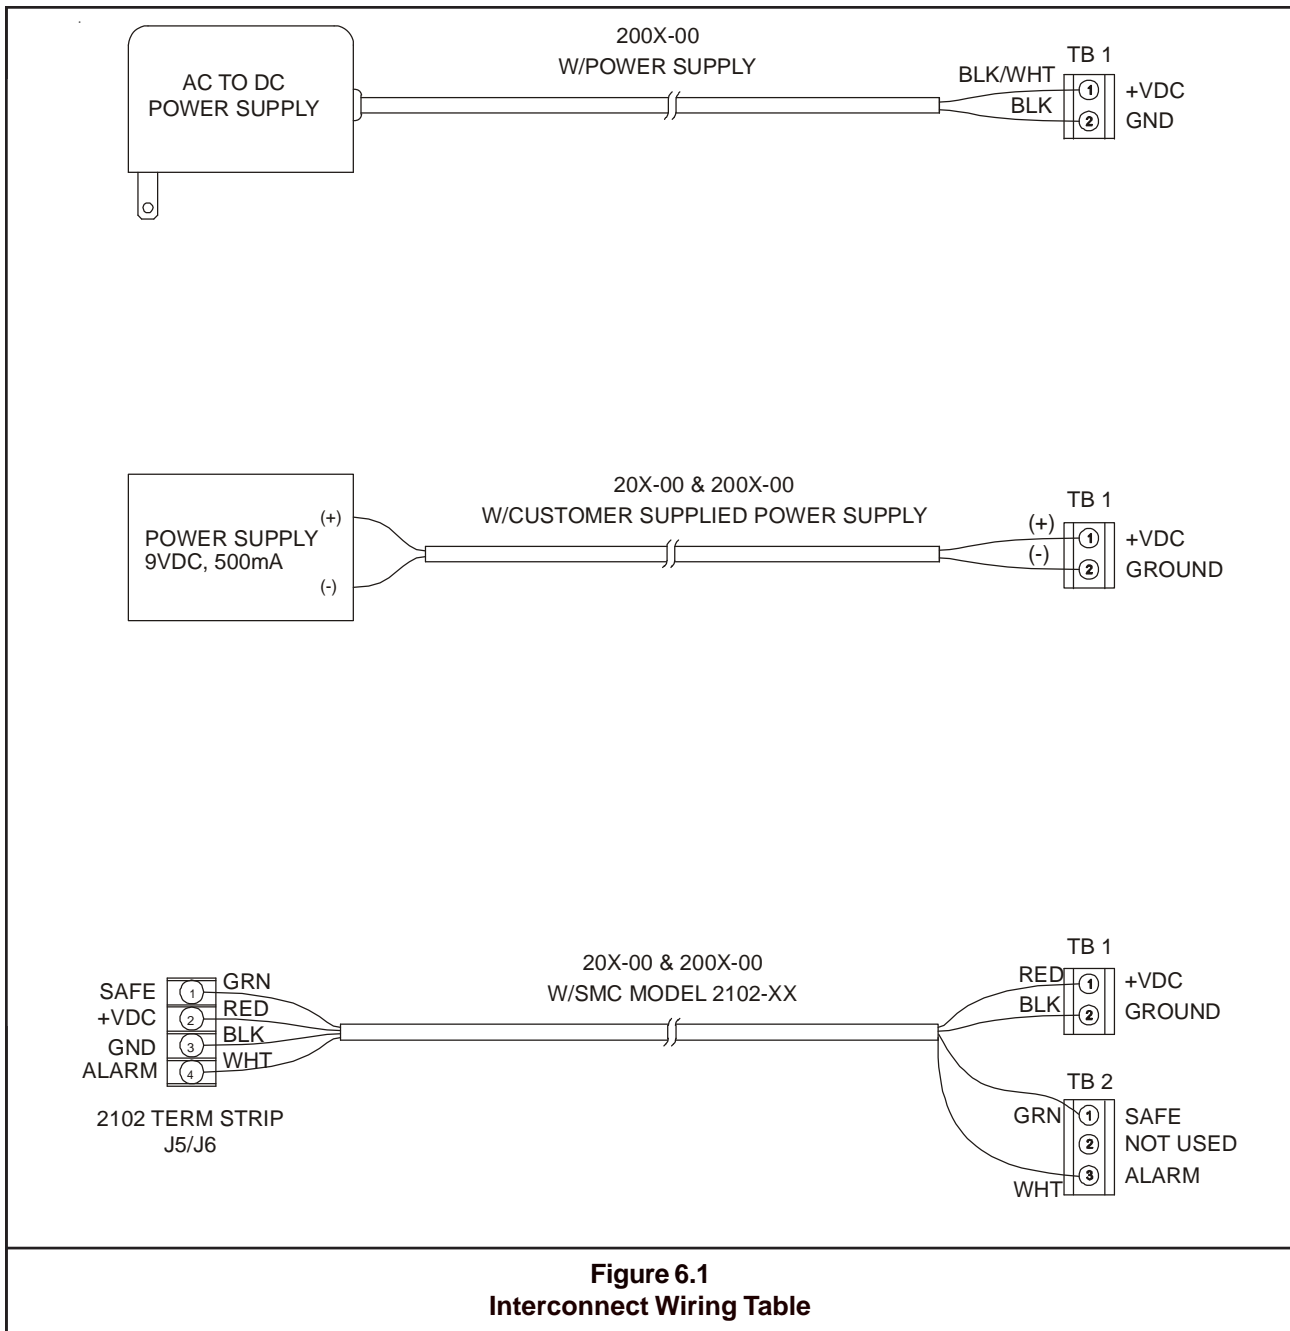 200X-00
W/POWER SUPPLY
AC TO DC
POWER SUPPLY
TB 1
BLK/WHT
1
+VDC
BLK
2
GND
20X-00 & 200X-00
W/CUSTOMER SUPPLIED POWER SUPPLY
POWER SUPPLY
9VDC, 500mA
(+)
(-)
TB 1
(+)
1
+VDC
(-)
2
GROUND
20X-00 & 200X-00
W/SMC MODEL 2102-XX
SAFE
1
GRN
+VDC
2
RED
GND
3
BLK
ALARM
4
WHT
2102 TERM STRIP
J5/J6
TB 1
RED
1
+VDC
BLK
2
GROUND
TB 2
GRN
1
SAFE
2
NOT USED
WHT
3
ALARM
Figure 6.1
Interconnect Wiring Table